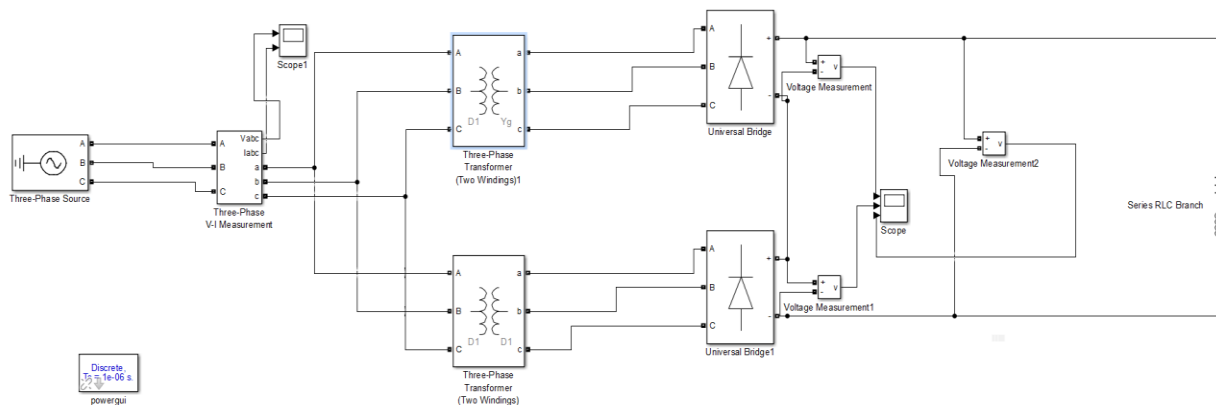 Scope1
A
B
C
Three-Phase Source
A
B
C
Vabc
Iabc
a
b
c
Three-Phase
V-I Measurement
A
B
C
D1
Yg
a
b
c
Three-Phase
Transformer
(Two Windings)1
A
B
C
+
-
Universal Bridge
+
-
v
Voltage Measurement
+
-
v
Voltage Measurement2
Scope
Series RLC Branch
A
B
C
D1
D1
a
b
c
Three-Phase
Transformer
(Two Windings)
A
B
C
+
-
Universal Bridge1
+
-
v
Voltage Measurement1
Discrete,
= 1e-06 s.
powergui